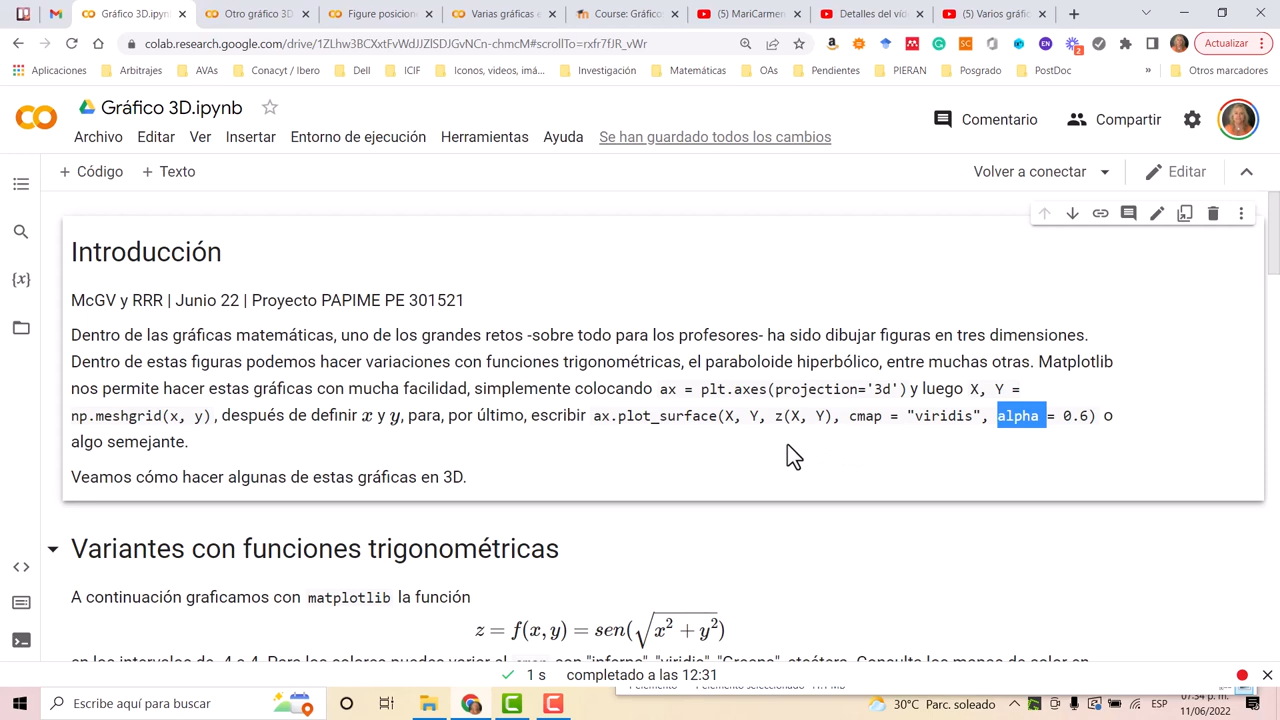 Gráfico 3D.ipynb
Otro gráfico 3D
Figure posicion
Varias gráficas e
Course: Gráficos
(5) MariCarmen
Detalles del víd
(5) Varios gráfic
colab.research.google.com/drive/
Actualizar
Aplicaciones
Arbitrajes
AVAs
Conacyt / Ibero
Delf
ICIF
Iconos, videos, imá...
Investigación
Matemáticas
OAs
Pendientes
PIERAN
Posgrado
PostDoc
»
Otros marcadores
Gráfico 3D.ipynb
Comentario
Compartir
Archivo Editar Ver Insertar Entorno de ejecución Herramientas Ayuda Se han guardado todos los cambios
+ Código + Texto
Volver a conectar
Editar
Introducción
McGV y RRR | Junio 22 | Proyecto PAPIME PE 301521
Dentro de las gráficas matemáticas, uno de los grandes retos -sobre todo para los profesores- ha sido dibujar figuras en tres dimensiones.
Dentro de estas figuras podemos hacer variaciones con funciones trigonométricas, el paraboloide hiperbólico, entre muchas otras. Matplotlib
nos permite hacer estas gráficas con mucha facilidad, simplemente colocando ax = plt.axes(projection='3d') y luego X, Y =
np.meshgrid(x, y), después de definir x y y, para, por último, escribir ax.plot_surface(X, Y, z(X, Y), cmap = "viridis", alpha = 0.6) o
algo semejante.
Veamos cómo hacer algunas de estas gráficas en 3D.
Variantes con funciones trigonométricas
A continuación graficamos con matplotlib la función
z = f(x, y) = sen(√x² + y²)
1 s completado a las 12:31
Escribe aquí para buscar
30°C Parc. soleado
ESP
07:34 p. m.
11/06/2022